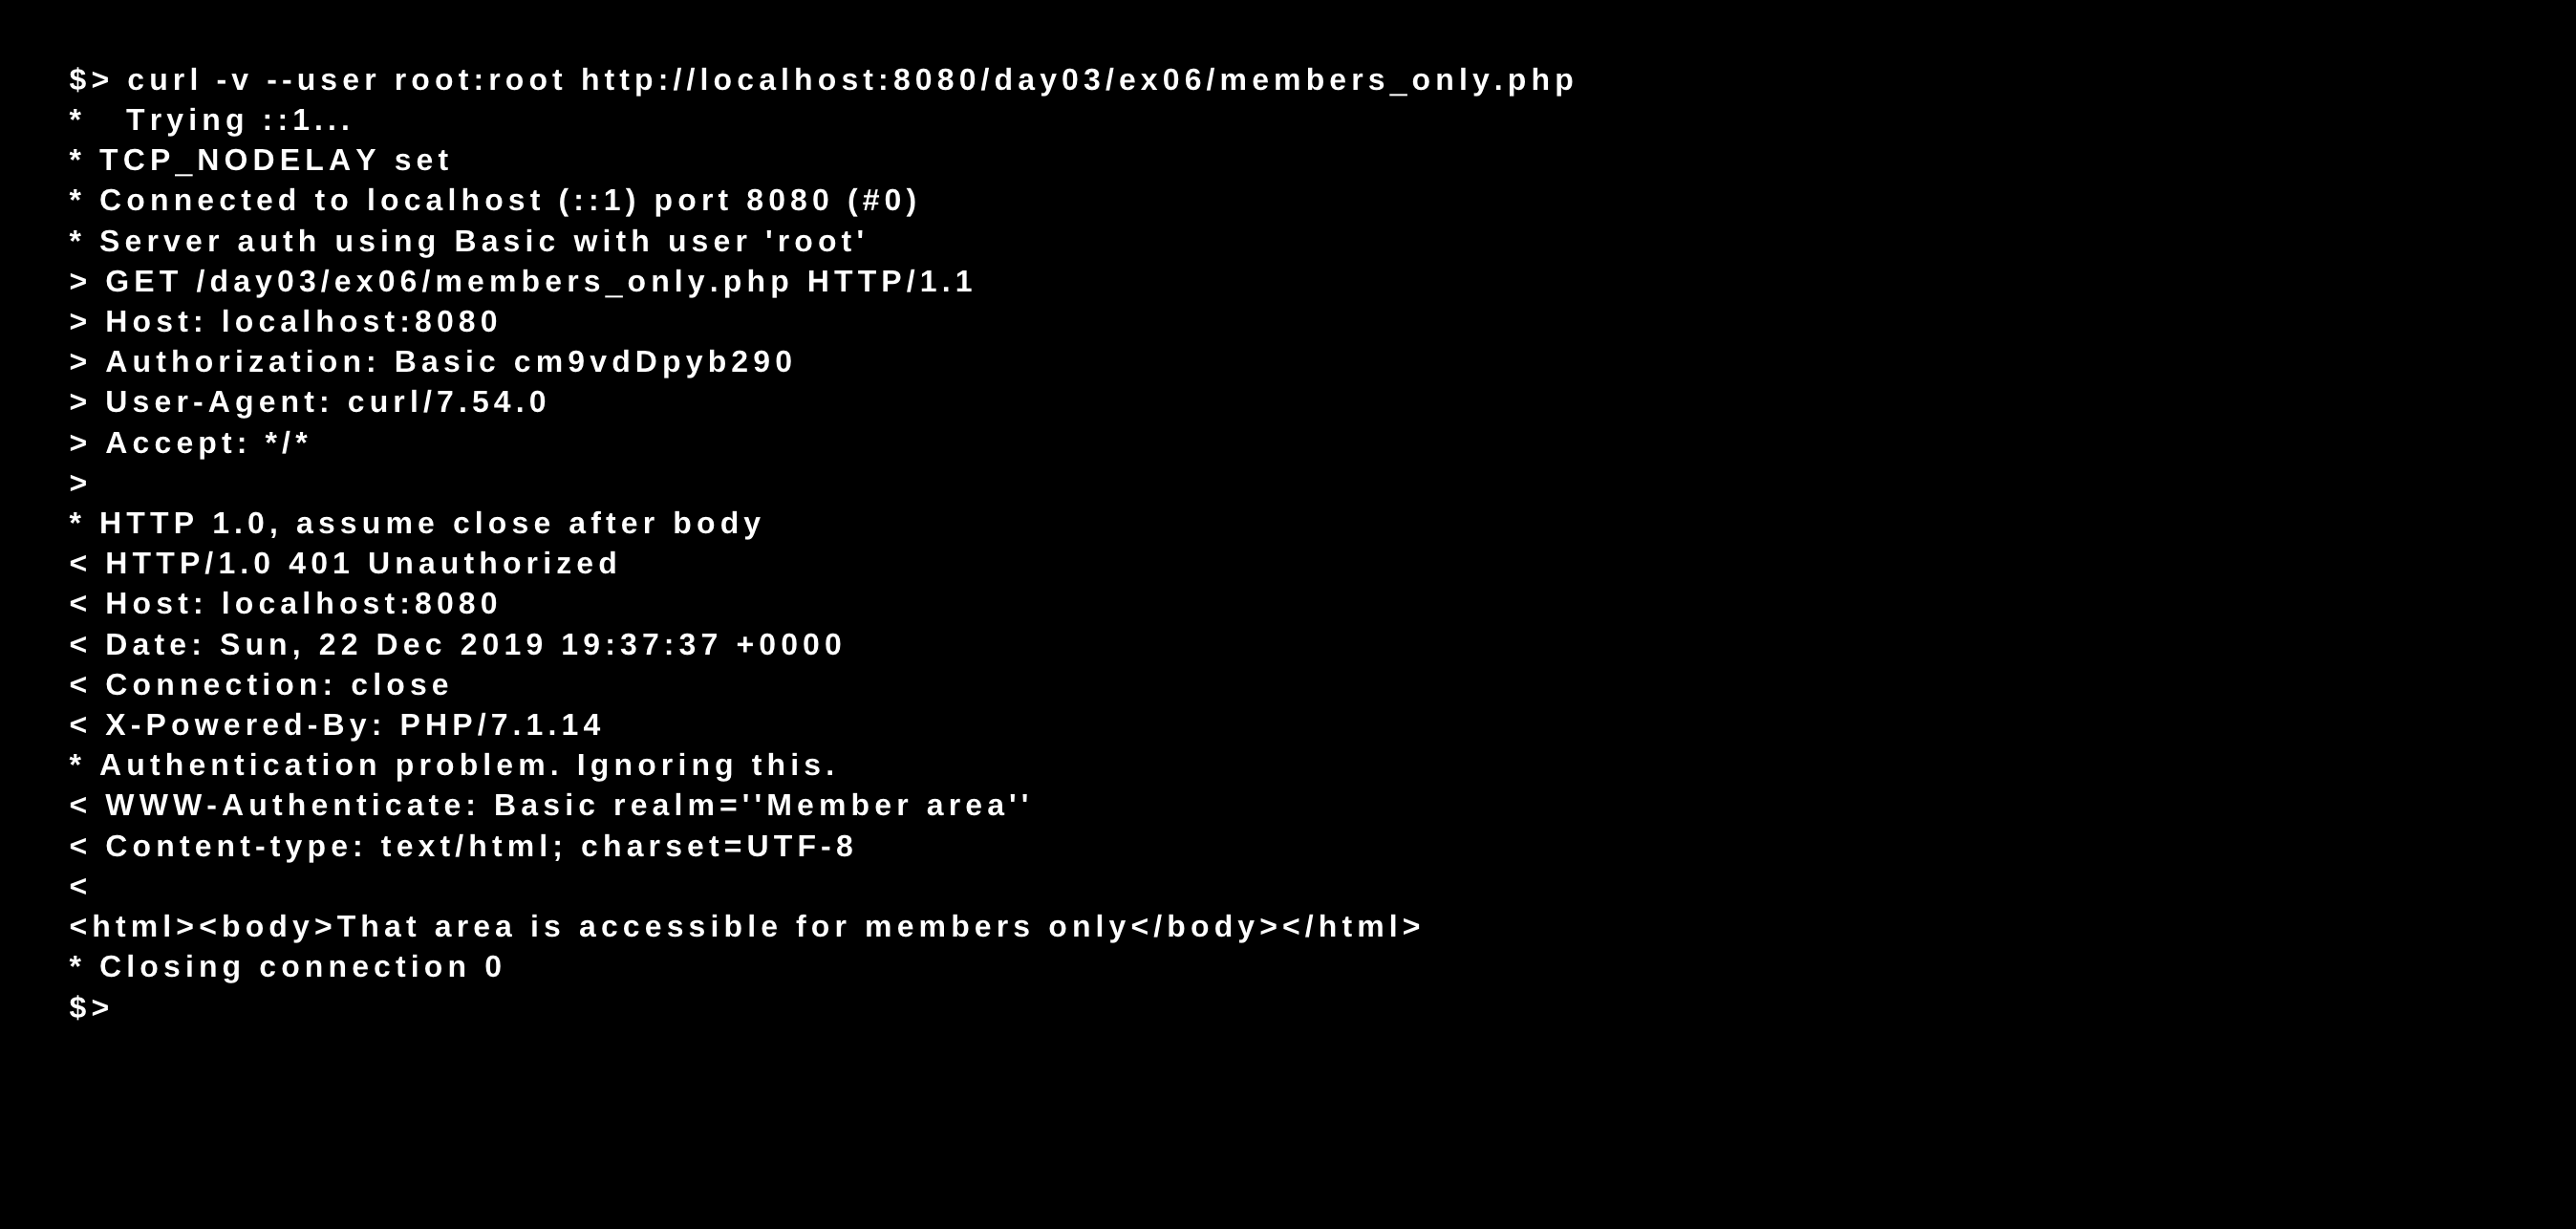 $> curl -v --user root:root http://localhost:8080/day03/ex06/members_only.php
*   Trying ::1...
* TCP_NODELAY set
* Connected to localhost (::1) port 8080 (#0)
* Server auth using Basic with user 'root'
> GET /day03/ex06/members_only.php HTTP/1.1
> Host: localhost:8080
> Authorization: Basic cm9vdDpyb290
> User-Agent: curl/7.54.0
> Accept: */*
>
* HTTP 1.0, assume close after body
< HTTP/1.0 401 Unauthorized
< Host: localhost:8080
< Date: Sun, 22 Dec 2019 19:37:37 +0000
< Connection: close
< X-Powered-By: PHP/7.1.14
* Authentication problem. Ignoring this.
< WWW-Authenticate: Basic realm=''Member area''
< Content-type: text/html; charset=UTF-8
<
<html><body>That area is accessible for members only</body></html>
* Closing connection 0
$>